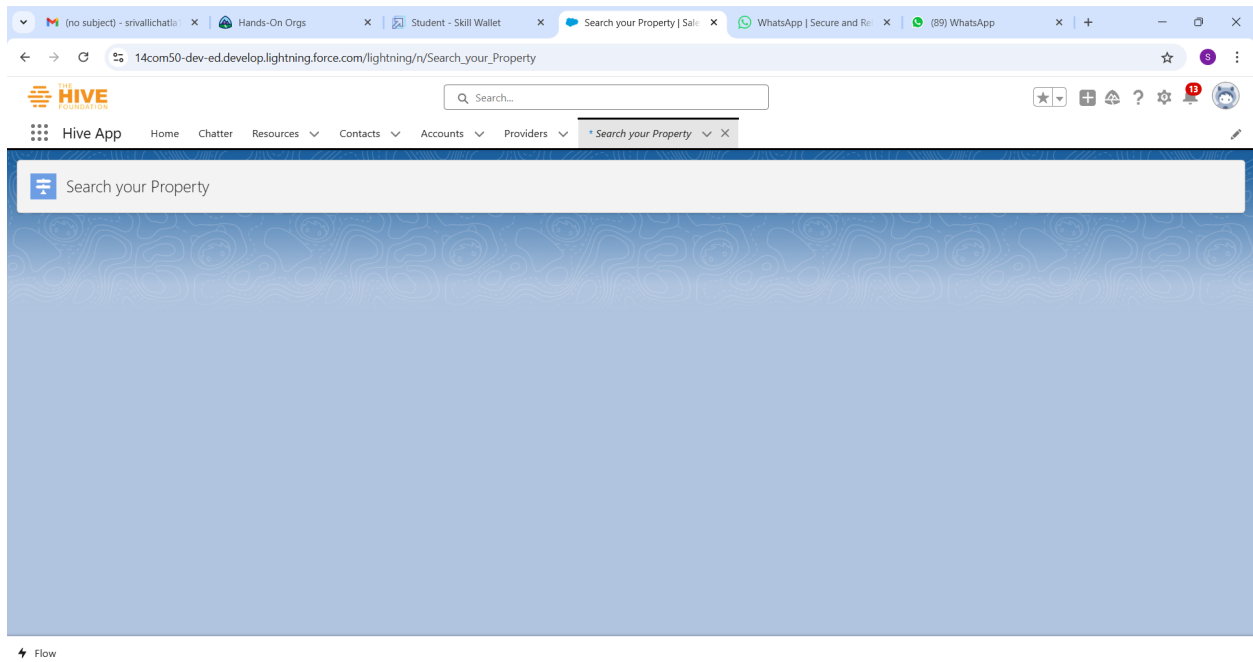 (no subject) - srivallichatla
Hands-On Orgs
Student - Skill Wallet
Search your Property | Sale
WhatsApp | Secure and Rel
(89) WhatsApp
14com50-dev-ed.develop.lightning.force.com/lightning/n/Search_your_Property
S
THE
HIVE
FOUNDATION
Search...
13
Hive App
Home
Chatter
Resources
Contacts
Accounts
Providers
* Search your Property
Search your Property
Flow